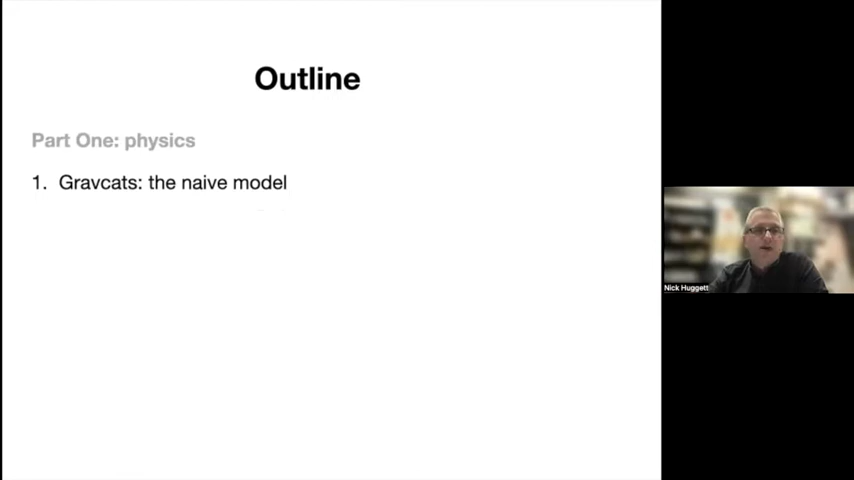 Outline
Part One: physics
1. Gravcats: the naive model
Nick Huggett